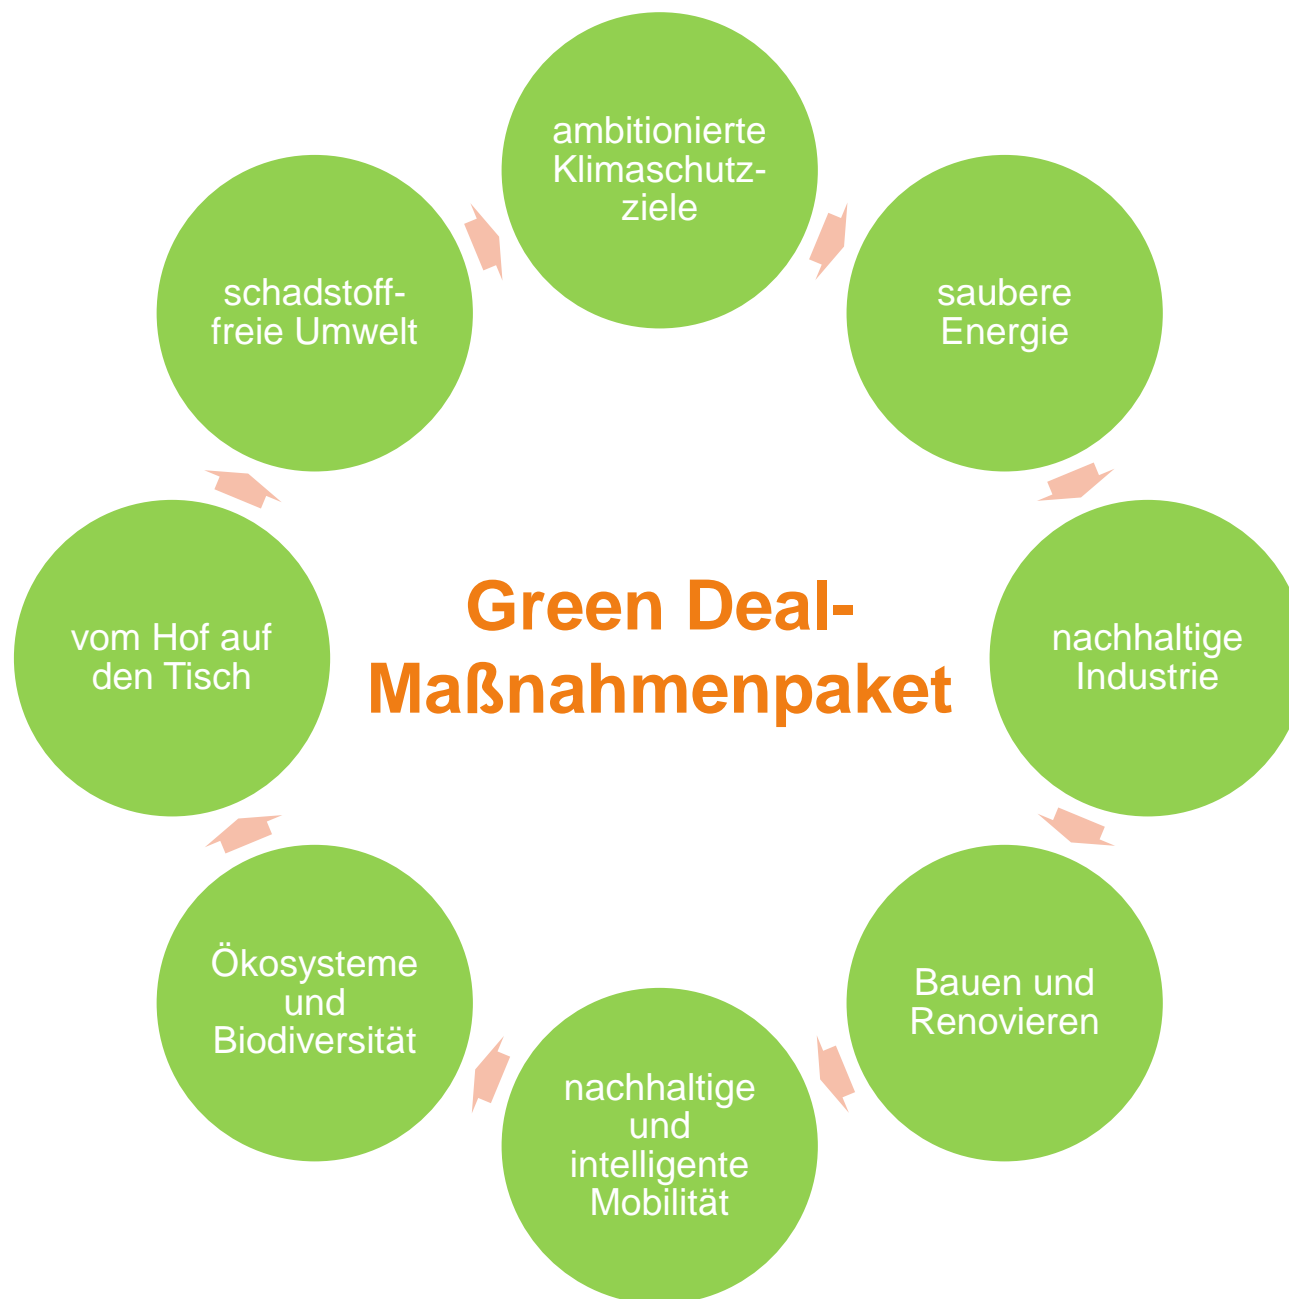 ambitionierte
Klimaschutz-
ziele
saubere
Energie
nachhaltige
Industrie
Bauen und
Renovieren
nachhaltige
und
intelligente
Mobilität
Ökosysteme
und
Biodiversität
vom Hof auf
den Tisch
schadstoff-
freie Umwelt
Green Deal-
Maßnahmenpaket